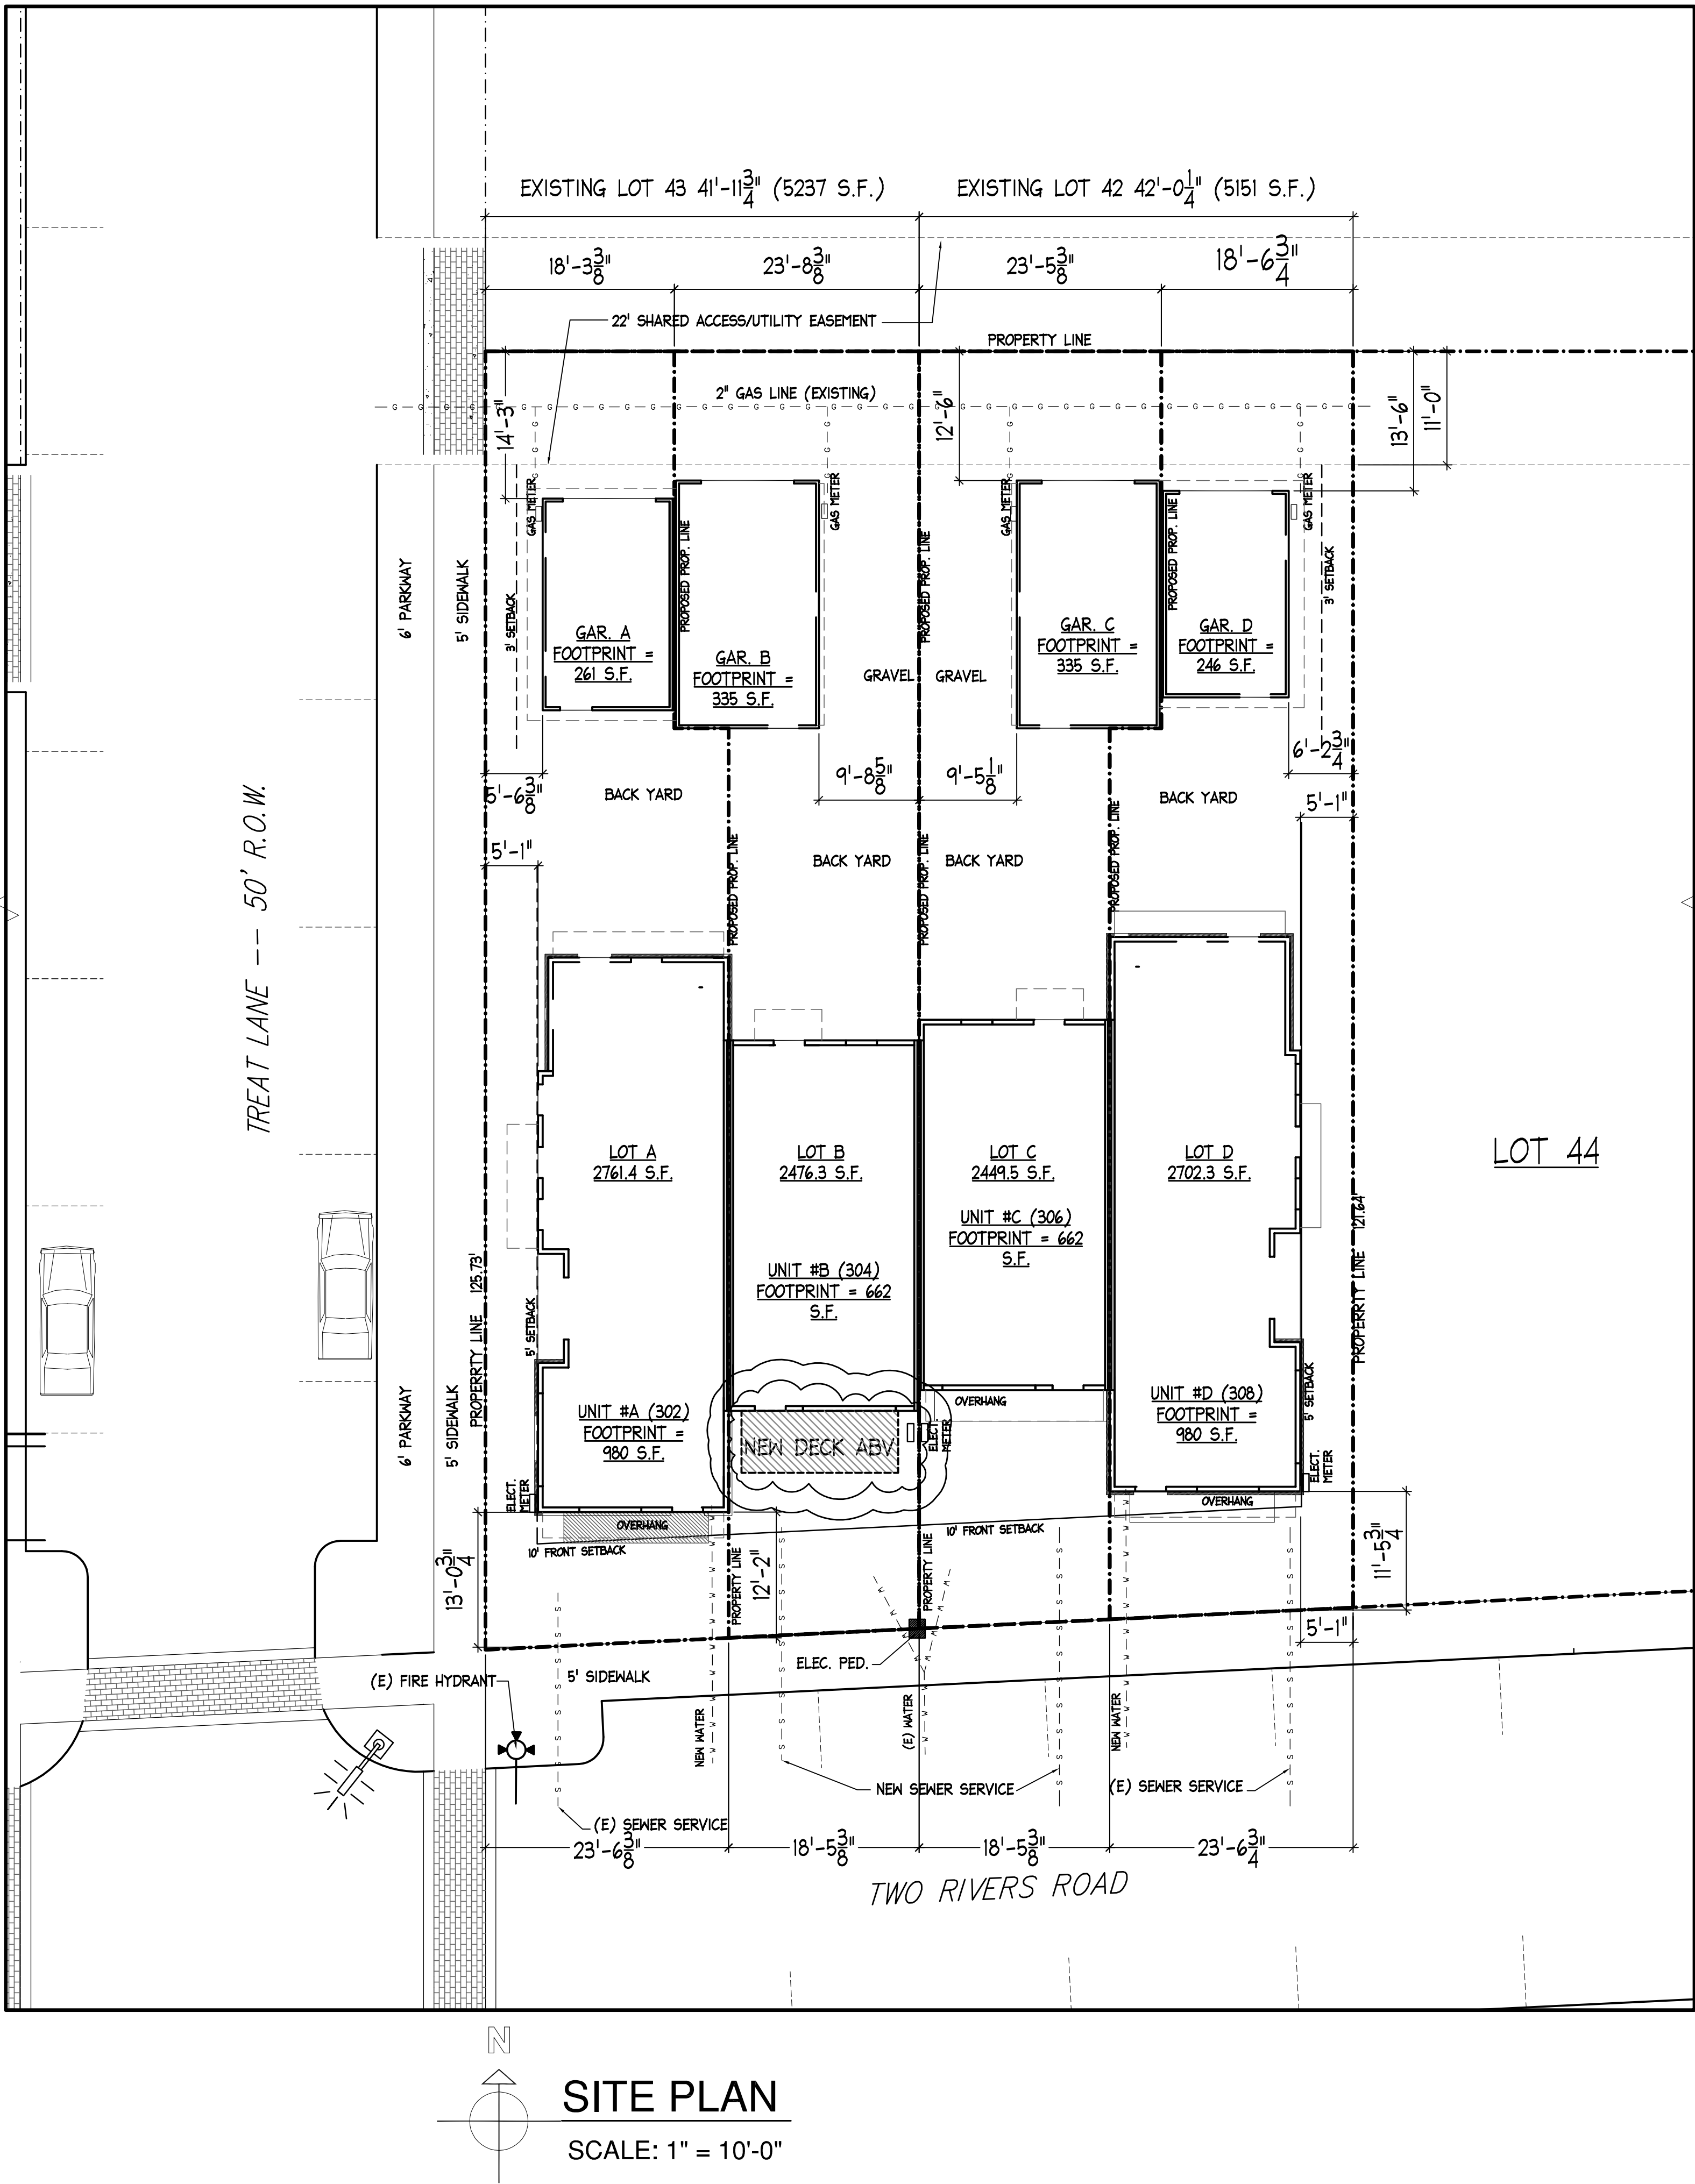 EXISTING LOT 43 41'-11 3/4" (5237 S.F.)
EXISTING LOT 42 42'-0 1/4" (5151 S.F.)
18'-3 3/8"
23'-8 3/8"
23'-5 3/8"
18'-6 3/4"
22' SHARED ACCESS/UTILITY EASEMENT
PROPERTY LINE
2" GAS LINE (EXISTING)
14'-3"
12'-6"
13'-6"
11'-0"
GAS METER
GAS METER
GAS METER
GAS METER
6' PARKWAY
5' SIDEWALK
3' SETBACK
PROPOSED PROP. LINE
PROPOSED PROP. LINE
PROPOSED PROP. LINE
3' SETBACK
GAR. A
FOOTPRINT =
261 S.F.
GAR. B
FOOTPRINT =
335 S.F.
GAR. C
FOOTPRINT =
335 S.F.
GAR. D
FOOTPRINT =
246 S.F.
GRAVEL
GRAVEL
5'-6 3/8"
9'-8 5/8"
9'-5 1/8"
6'-2 3/4"
BACK YARD
BACK YARD
5'-1"
5'-1"
BACK YARD
BACK YARD
PROPOSED PROP. LINE
PROPOSED PROP. LINE
PROPOSED PROP. LINE
TREAT LANE -- 50' R.O.W.
LOT A
2761.4 S.F.
LOT B
2476.3 S.F.
LOT C
2449.5 S.F.
LOT D
2702.3 S.F.
LOT 44
UNIT #C (306)
FOOTPRINT = 662
S.F.
UNIT #B (304)
FOOTPRINT = 662
S.F.
PROPERRTY LINE 125.73'
PROPERRTY LINE 121.64'
5' SETBACK
5' SETBACK
6' PARKWAY
5' SIDEWALK
UNIT #A (302)
FOOTPRINT =
980 S.F.
UNIT #D (308)
FOOTPRINT =
980 S.F.
OVERHANG
NEW DECK ABV
ELECT.
METER
ELECT.
METER
ELECT.
METER
OVERHANG
OVERHANG
10' FRONT SETBACK
10' FRONT SETBACK
13'-0 3/4"
12'-2"
11'-5 3/4"
PROPERTY LINE
PROPERTY LINE
5'-1"
ELEC. PED.
5' SIDEWALK
(E) FIRE HYDRANT
NEW WATER
(E) WATER
NEW WATER
NEW SEWER SERVICE
(E) SEWER SERVICE
(E) SEWER SERVICE
23'-6 3/8"
18'-5 3/8"
18'-5 3/8"
23'-6 3/4"
TWO RIVERS ROAD
N
SITE PLAN
SCALE: 1" = 10'-0"